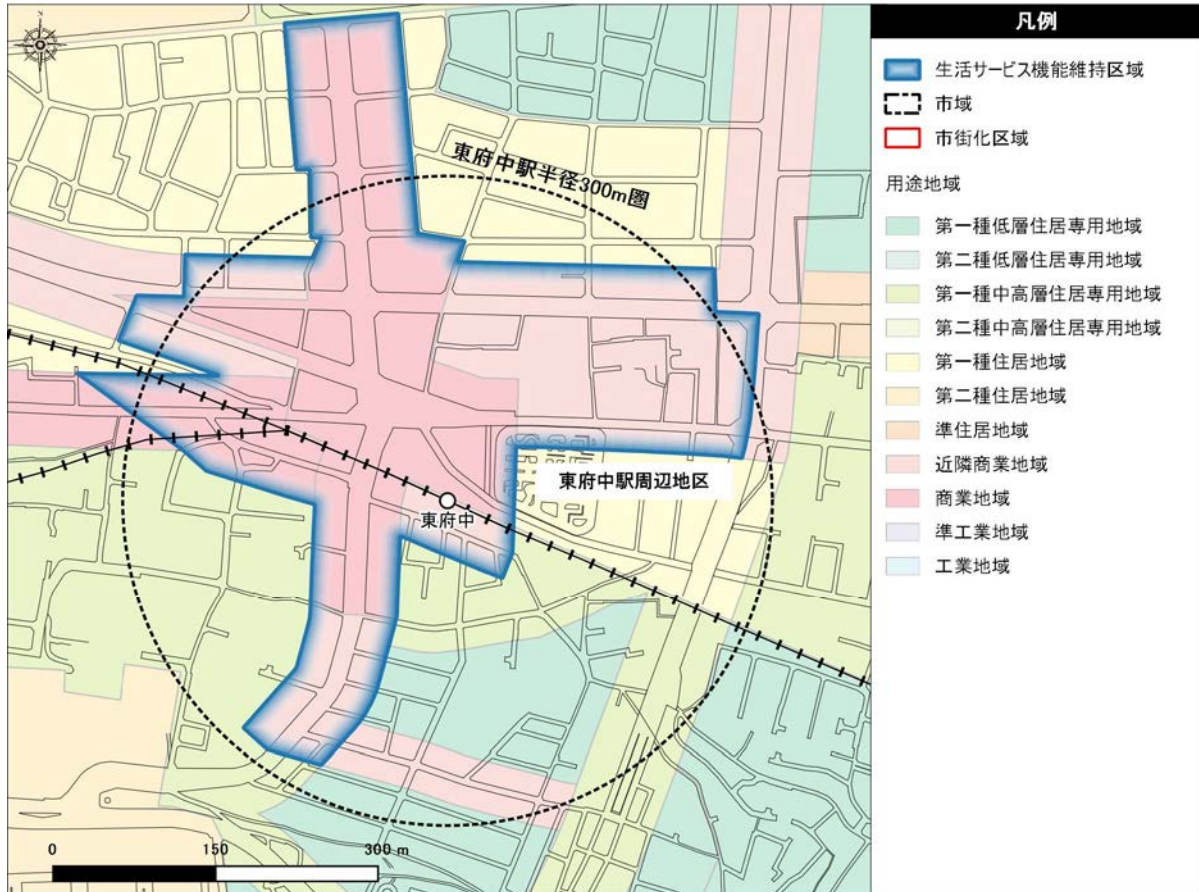 N
東府中駅半径300m圏
東府中駅周辺地区
東府中
0 150 300 m
凡例
生活サービス機能維持区域
市域
市街化区域
用途地域
第一種低層住居専用地域
第二種低層住居専用地域
第一種中高層住居専用地域
第二種中高層住居専用地域
第一種住居地域
第二種住居地域
準住居地域
近隣商業地域
商業地域
準工業地域
工業地域